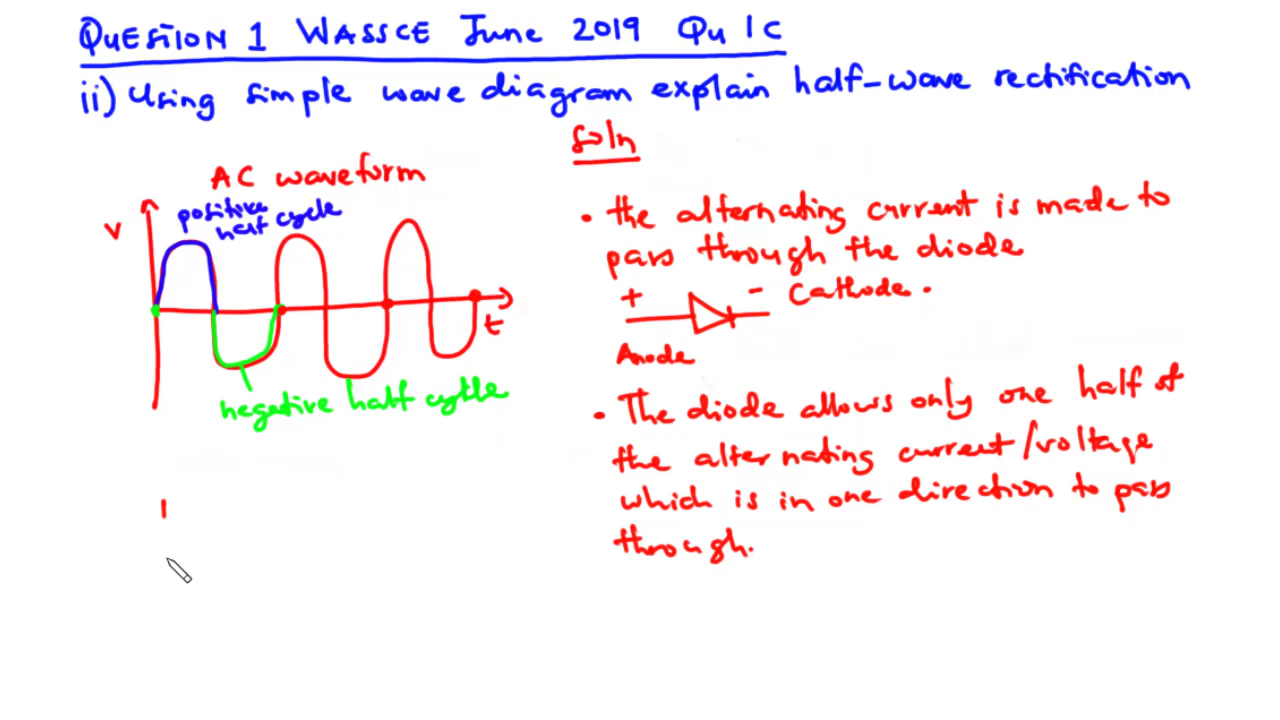 QUESTION 1 WASSCE June 2019 Qu 1c
ii) Using simple wave diagram explain half-wave rectification
Soln
AC waveform
positive
half cycle
V
t
negative half cycle
• the alternating current is made to
pass through the diode
+ - Cathode.
Anode
• The diode allows only one half of
the alternating current/voltage
which is in one direction to pass
through.